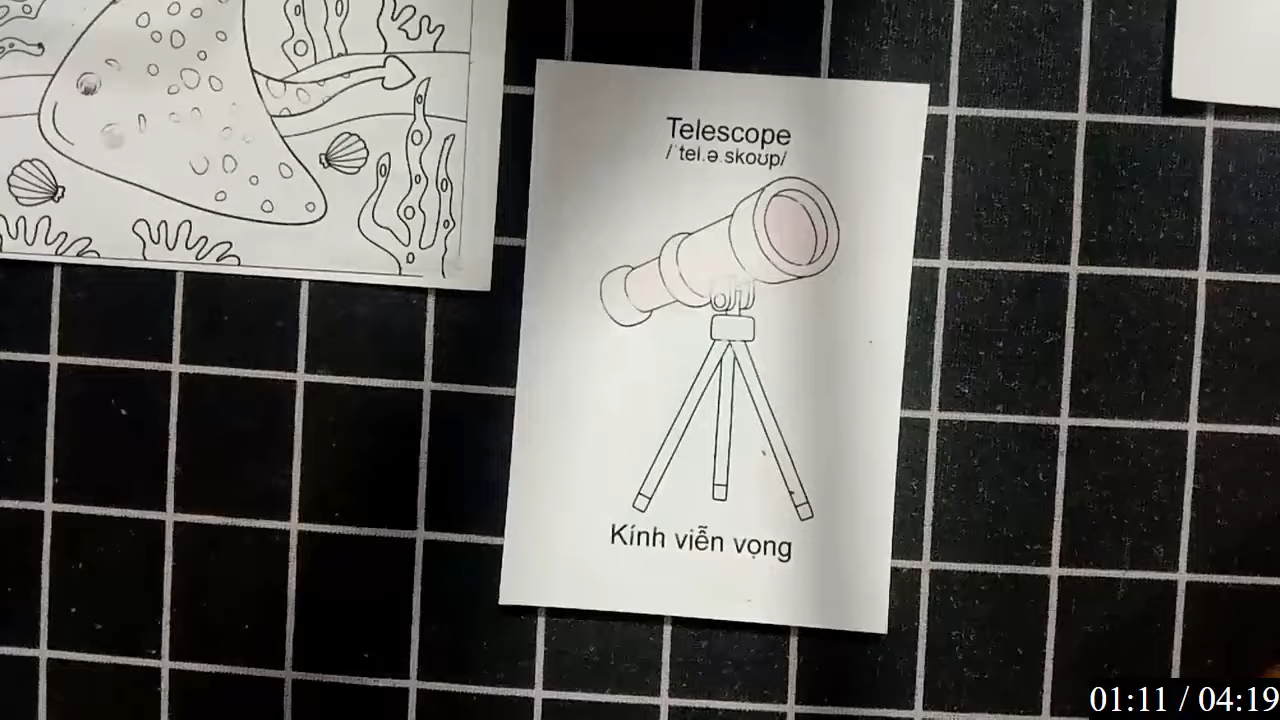 Telescope
/ˈtel.ə.skoʊp/
Kính viễn vọng
01:11 / 04:19